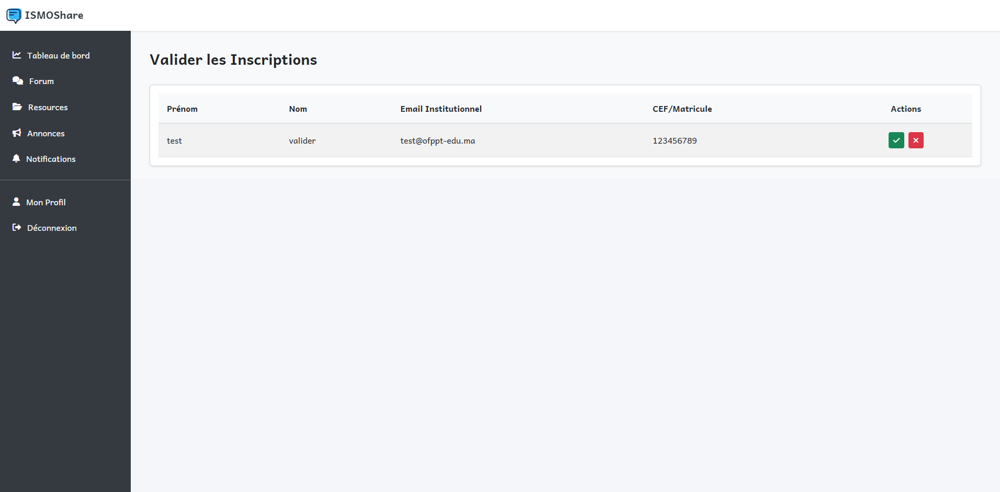 ISMOShare
Tableau de bord
Forum
Resources
Annonces
Notifications
Mon Profil
Déconnexion
Valider les Inscriptions
Prénom Nom Email Institutionnel CEF/Matricule Actions
test valider test@ofppt-edu.ma 123456789